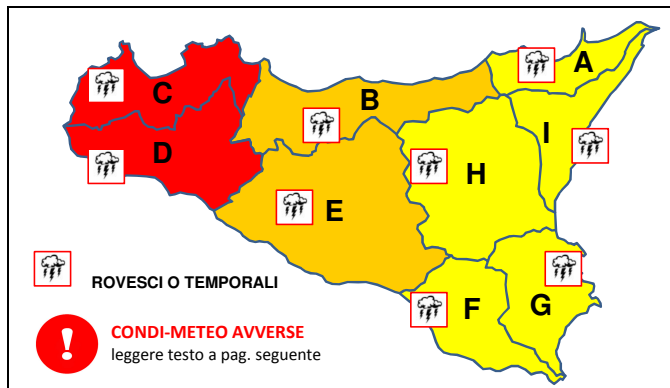 A
B
C
D
I
H
E
F
G
ROVESCI O TEMPORALI
!
CONDI-METEO AVVERSE
leggere testo a pag. seguente